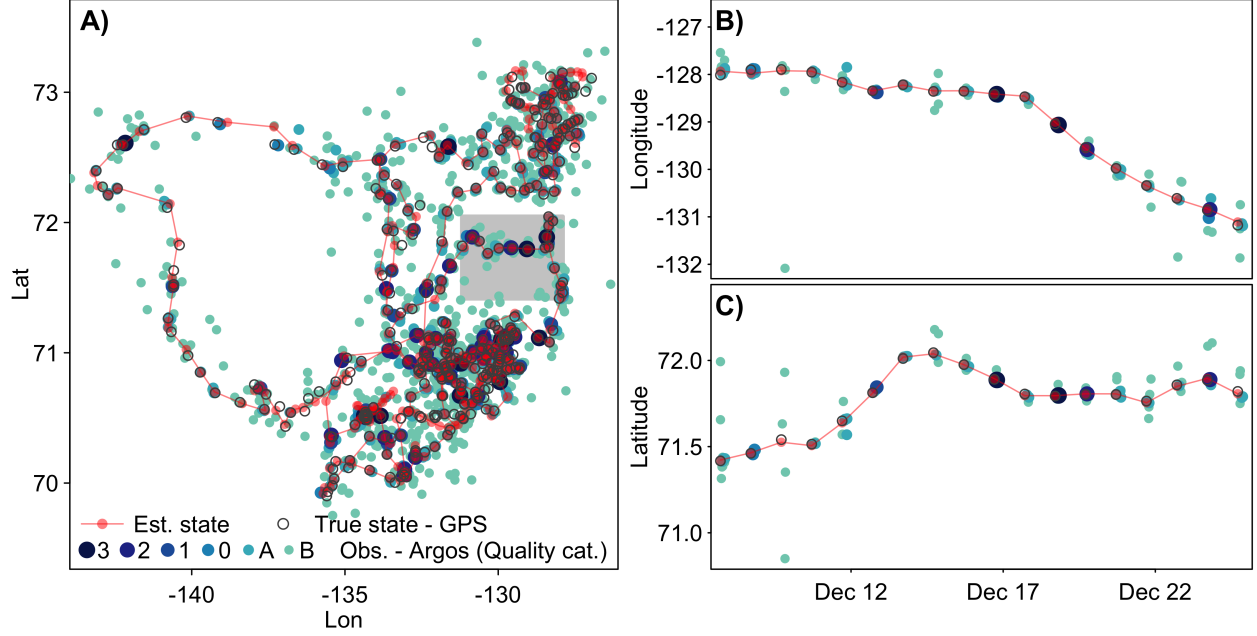 A)
73
72
71
70
Lat
Est. state
True state - GPS
3 2 1 0 A B Obs. - Argos (Quality cat.)
-140
-135
-130
Lon
B)
-127
-128
-129
-130
-131
-132
Longitude
C)
72.0
71.5
71.0
Latitude
Dec 12
Dec 17
Dec 22